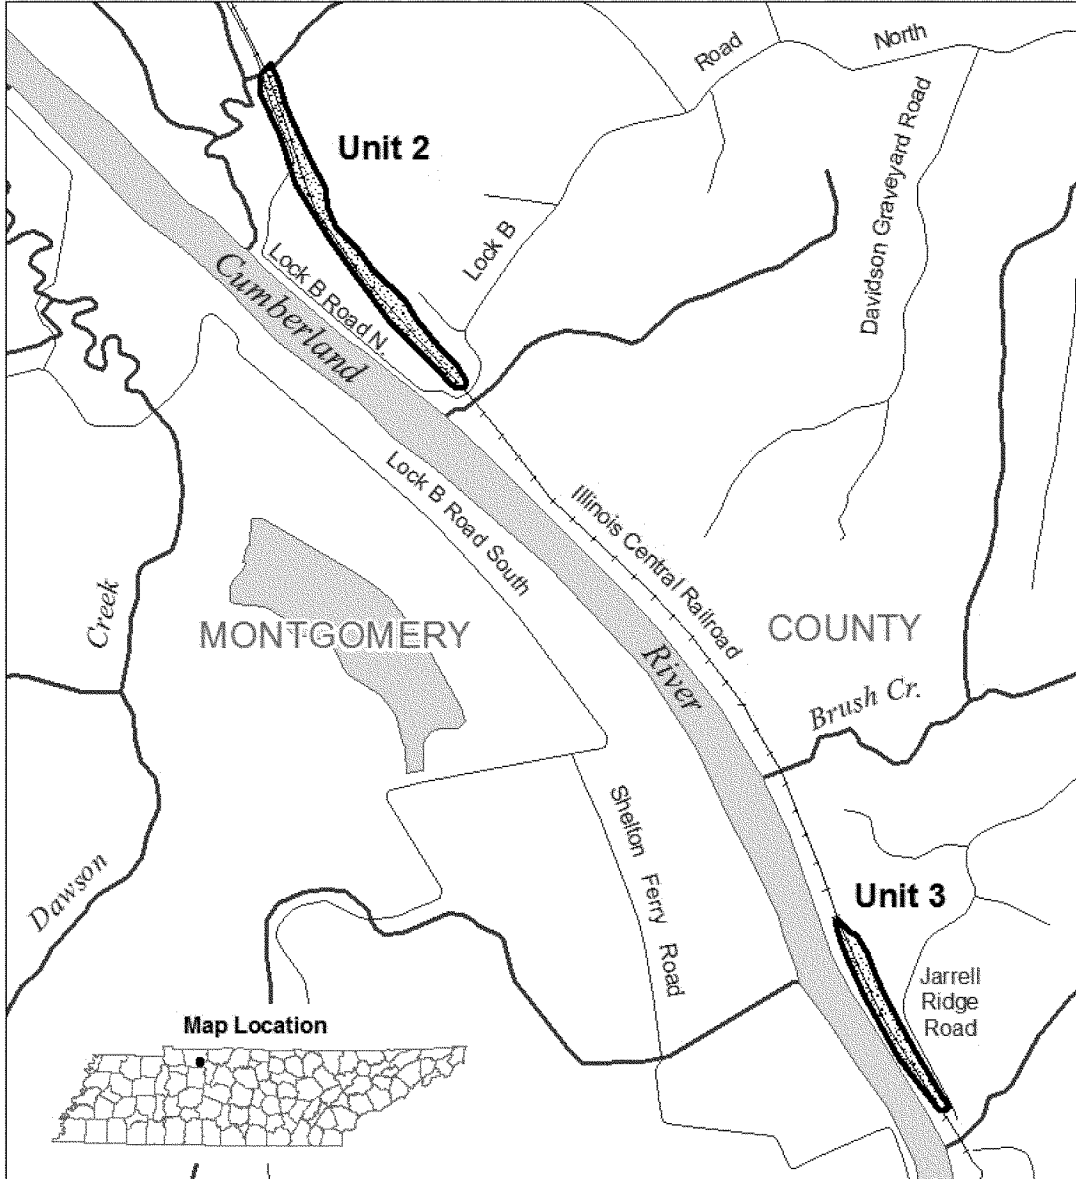 North
Road
Davidson Graveyard Road
Unit 2
Lock B
Lock B Road N.
Cumberland
Lock B Road South
Illinois Central Railroad
Creek
MONTGOMERY
COUNTY
River
Brush Cr.
Shelton Ferry Road
Dawson
Unit 3
Jarrell
Ridge
Road
Map Location